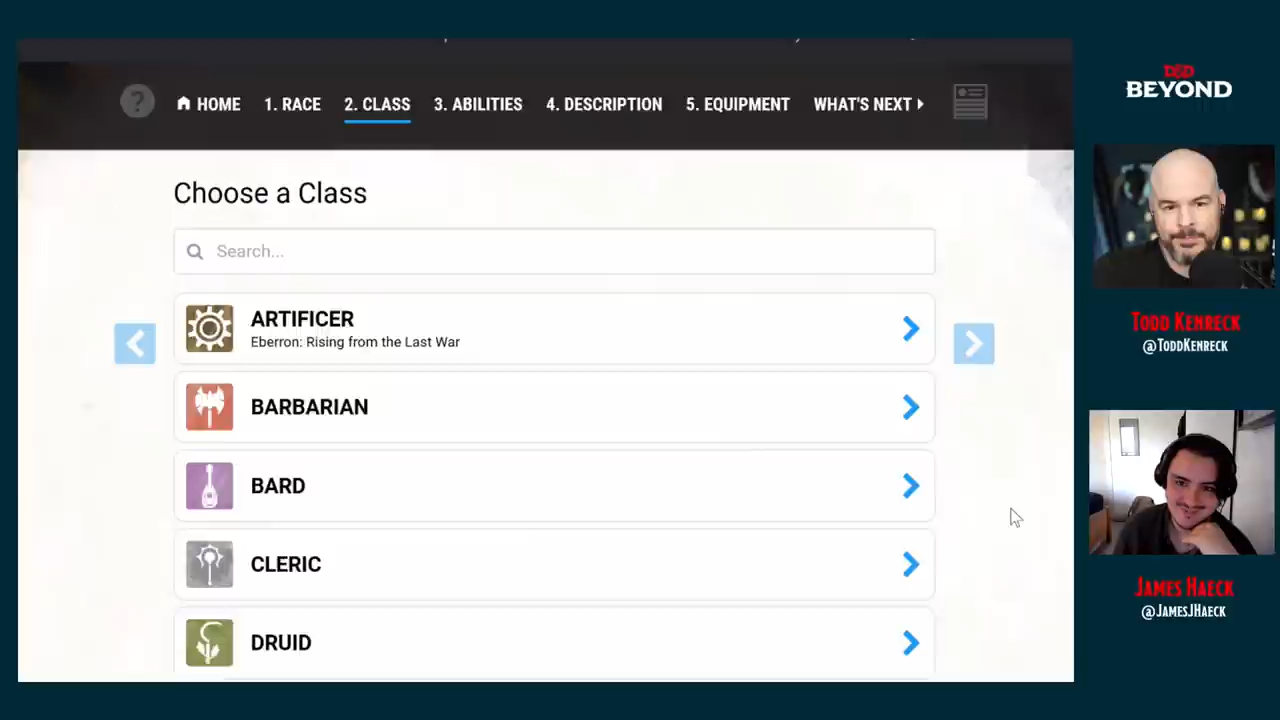 ? HOME 1. RACE 2. CLASS 3. ABILITIES 4. DESCRIPTION 5. EQUIPMENT WHAT'S NEXT
Choose a Class
Search...
ARTIFICER
Eberron: Rising from the Last War
BARBARIAN
BARD
CLERIC
DRUID
D&D
BEYOND
TODD KENRECK
@TODDKENRECK
JAMES HAECK
@JAMESJHAECK